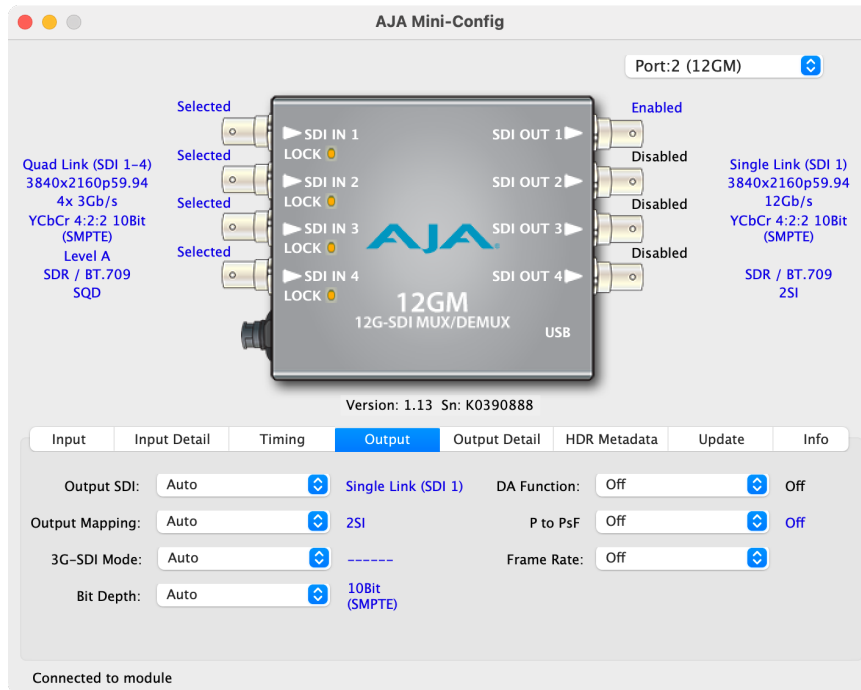 AJA Mini-Config
Port:2 (12GM)
Selected
Enabled
SDI IN 1
SDI OUT 1
LOCK
Selected
Disabled
Quad Link (SDI 1-4)
3840x2160p59.94
4x 3Gb/s
YCbCr 4:2:2 10Bit
(SMPTE)
Level A
SDR / BT.709
SQD
SDI IN 2
SDI OUT 2
LOCK
Selected
Disabled
Single Link (SDI 1)
3840x2160p59.94
12Gb/s
YCbCr 4:2:2 10Bit
(SMPTE)
SDR / BT.709
2SI
SDI IN 3
SDI OUT 3
LOCK
AJA
Selected
Disabled
SDI IN 4
SDI OUT 4
LOCK
12GM
12G-SDI MUX/DEMUX
USB
Version: 1.13 Sn: K0390888
Input
Input Detail
Timing
Output
Output Detail
HDR Metadata
Update
Info
Output SDI: Auto Single Link (SDI 1)
DA Function: Off Off
Output Mapping: Auto 2SI
P to PsF Off Off
3G-SDI Mode: Auto ------
Frame Rate: Off
Bit Depth: Auto 10Bit
(SMPTE)
Connected to module